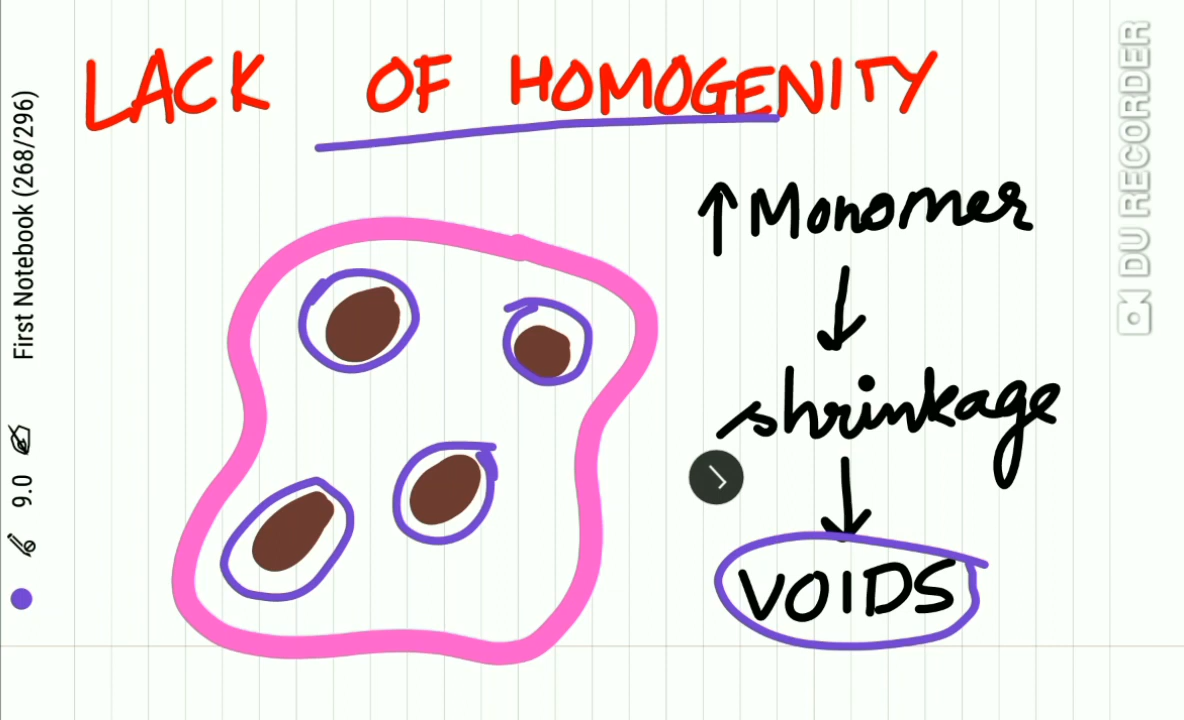 LACK OF HOMOGENITY
↑ Monomer
↓
shrinkage
↓
VOIDS
First Notebook (268/296)
9.0
DU RECORDER